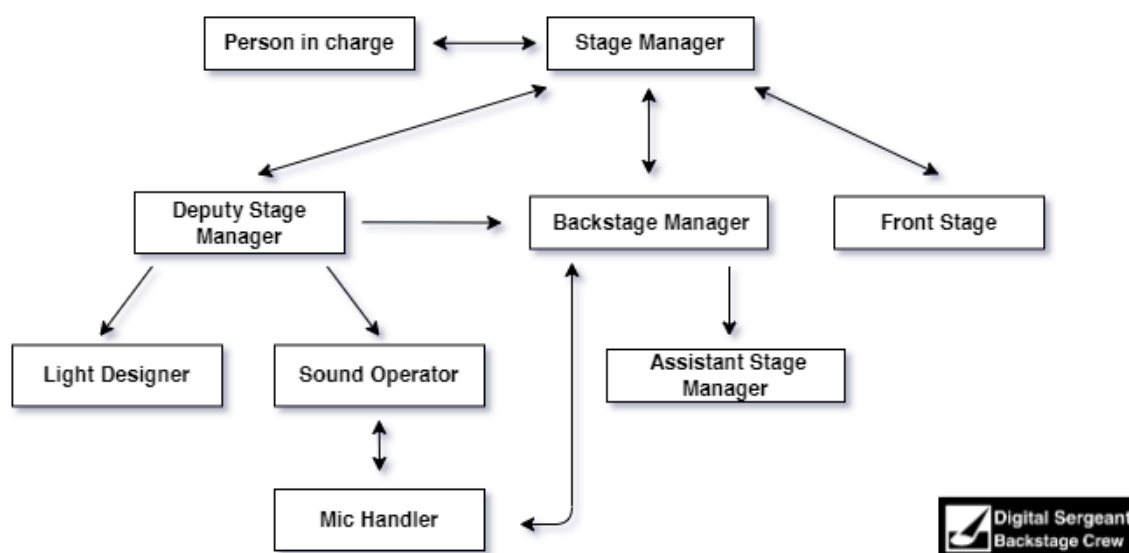 Person in charge
Stage Manager
Deputy Stage
Manager
Backstage Manager
Front Stage
Light Designer
Sound Operator
Assistant Stage
Manager
Mic Handler
Digital Sergeant
Backstage Crew